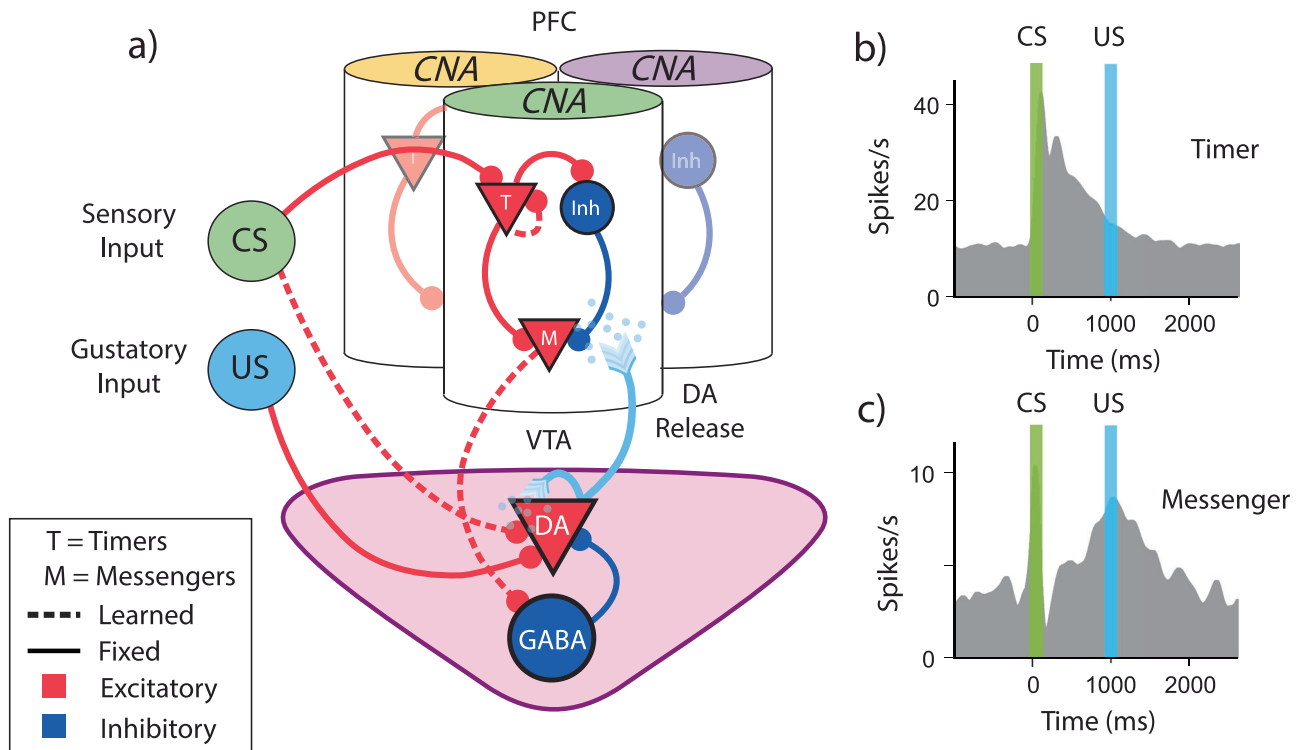 a)
PFC
CNA
CNA
CNA
T
Inh
Inh
M
Sensory
Input
CS
Gustatory
Input
US
DA
Release
VTA
DA
GABA
T = Timers
M = Messengers
Learned
Fixed
Excitatory
Inhibitory
b)
CS
US
40
20
0
Spikes/s
Timer
0
1000
2000
Time (ms)
c)
CS
US
10
0
Spikes/s
Messenger
0
1000
2000
Time (ms)